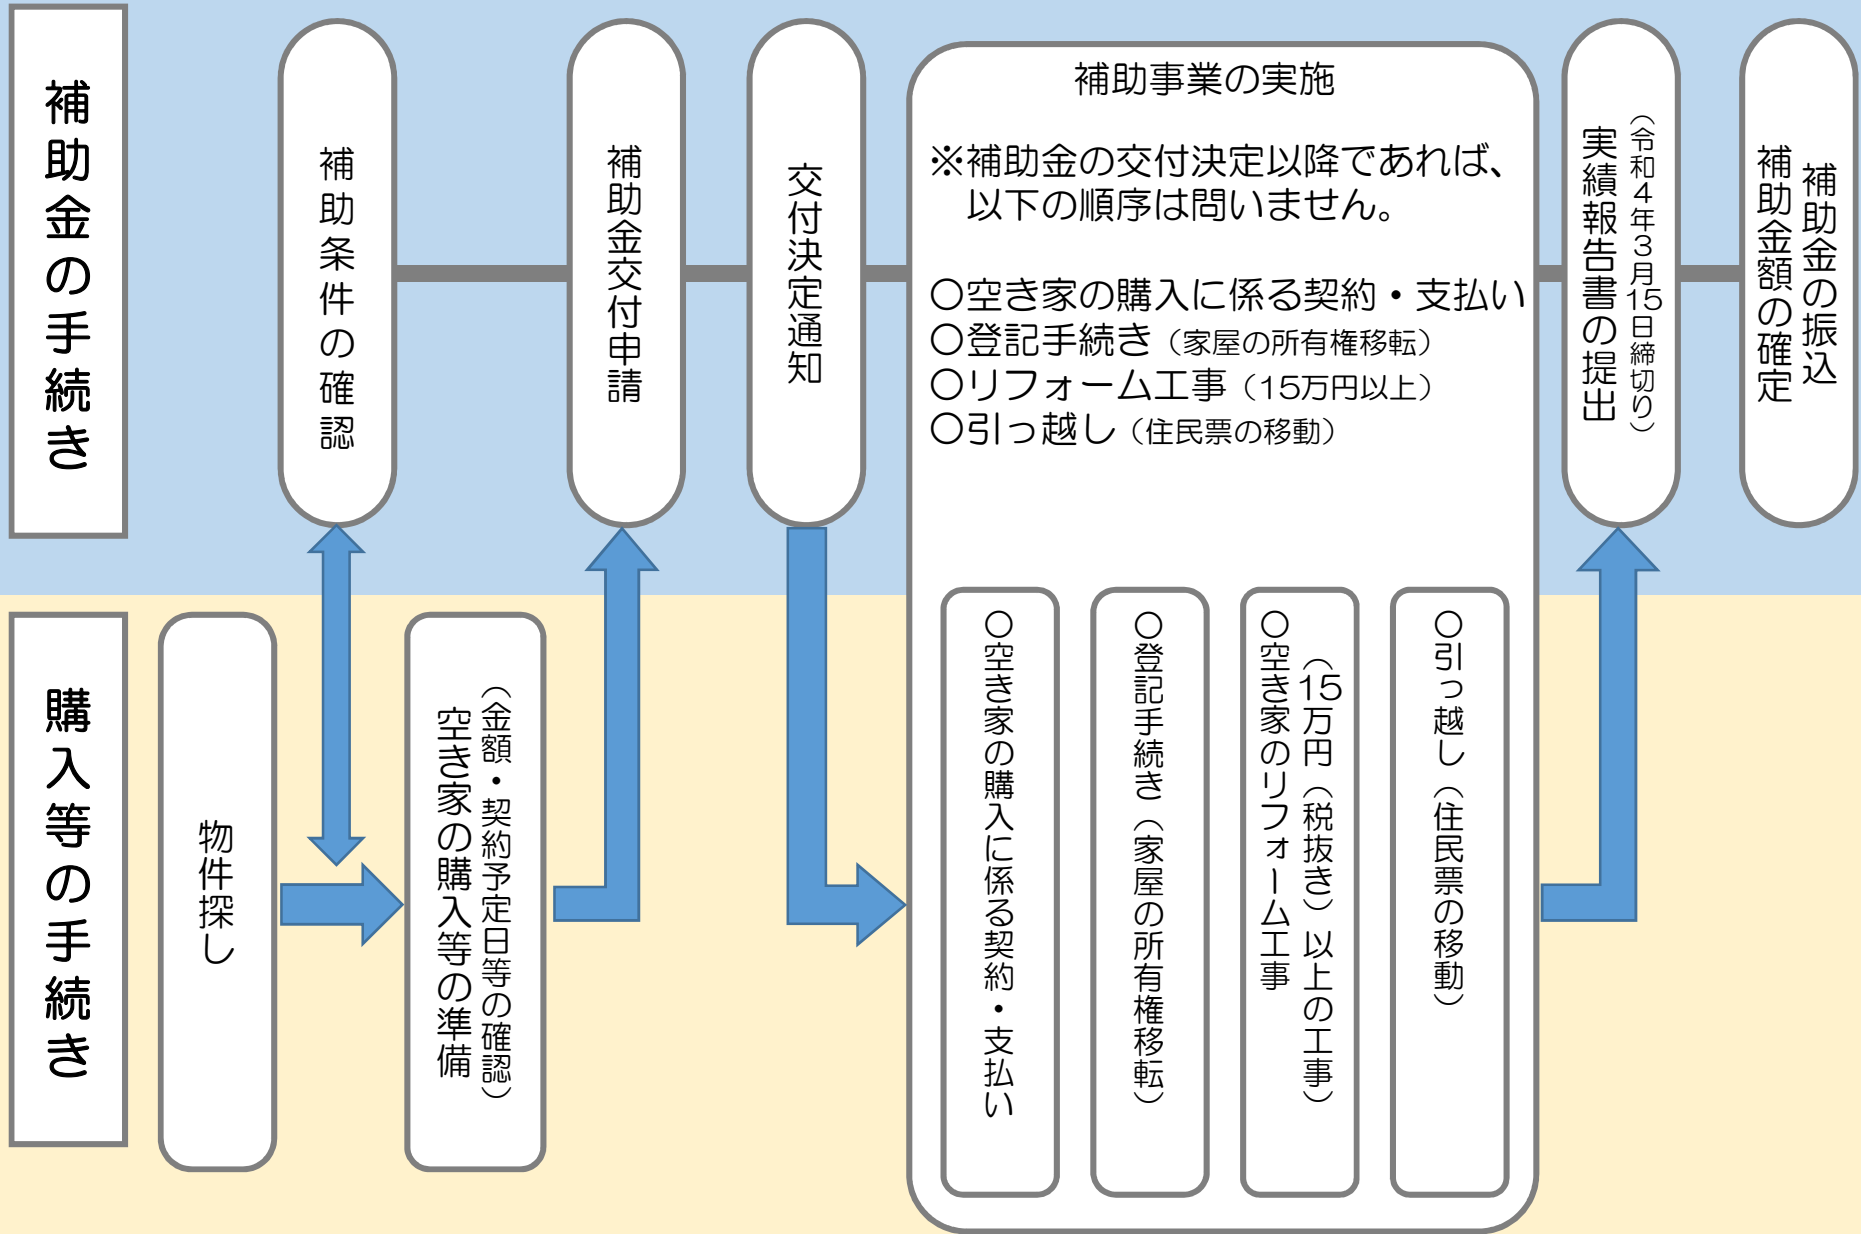 補助金の手続き
補助条件の確認
補助金交付申請
交付決定通知
補助事業の実施
※補助金の交付決定以降であれば、
以下の順序は問いません。
○空き家の購入に係る契約・支払い
○登記手続き（家屋の所有権移転）
○リフォーム工事（15万円以上）
○引っ越し（住民票の移動）
（令和４年３月15日締切り）
実績報告書の提出
補助金の振込
補助金額の確定
購入等の手続き
物件探し
（金額・契約予定日等の確認）
空き家の購入等の準備
○空き家の購入に係る契約・支払い
○登記手続き（家屋の所有権移転）
（15万円（税抜き）以上の工事）
○空き家のリフォーム工事
○引っ越し（住民票の移動）